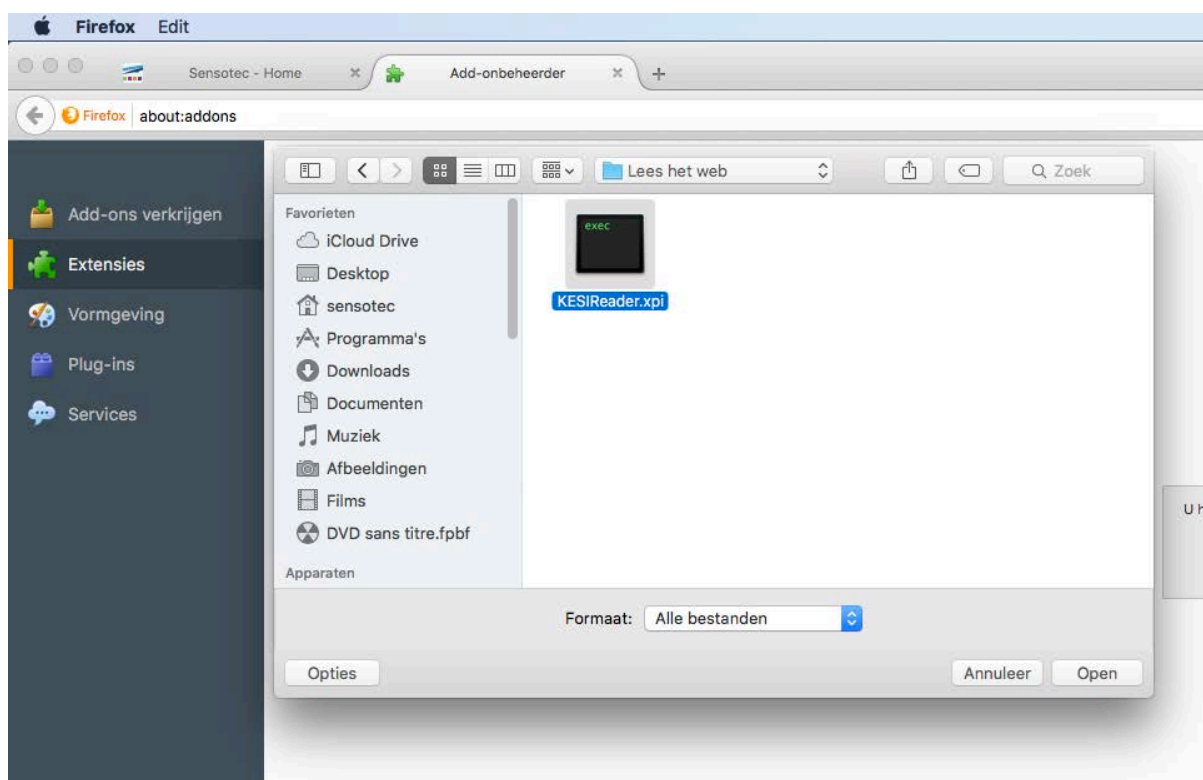 Firefox Edit
Sensotec - Home
Add-onbeheerder
Firefox about:addons
Lees het web
Zoek
Add-ons verkrijgen
Extensies
Vormgeving
Plug-ins
Services
Favorieten
iCloud Drive
Desktop
sensotec
Programma's
Downloads
Documenten
Muziek
Afbeeldingen
Films
DVD sans titre.fpbf
Apparaten
exec
KESIReader.xpi
U h
Formaat: Alle bestanden
Opties
Annuleer
Open